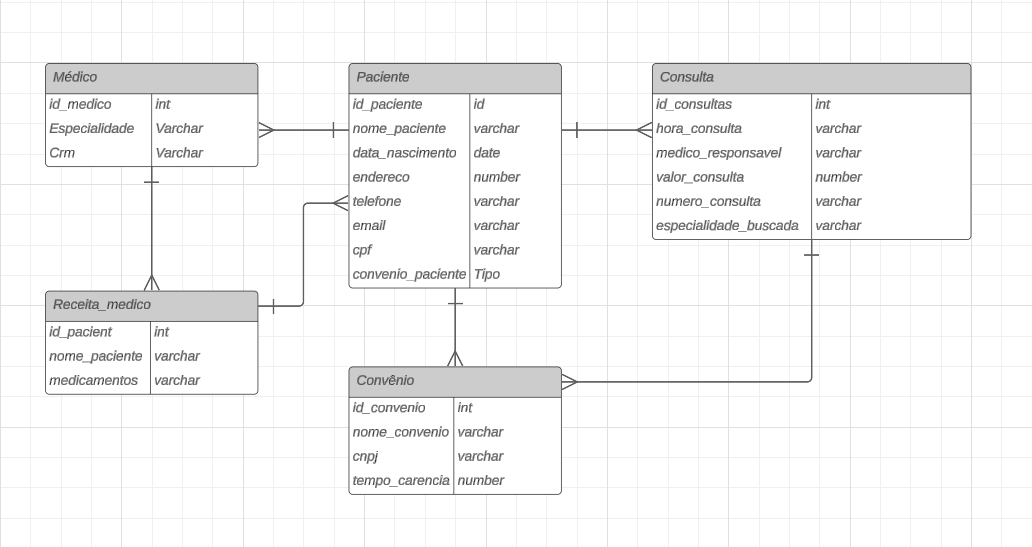 Médico
id_medico int
Especialidade Varchar
Crm Varchar
Paciente
id_paciente id
nome_paciente varchar
data_nascimento date
endereco number
telefone varchar
email varchar
cpf varchar
convenio_paciente Tipo
Consulta
id_consultas int
hora_consulta varchar
medico_responsavel varchar
valor_consulta number
numero_consulta varchar
especialidade_buscada varchar
Receita_medico
id_pacient int
nome_paciente varchar
medicamentos varchar
Convênio
id_convenio int
nome_convenio varchar
cnpj varchar
tempo_carencia number